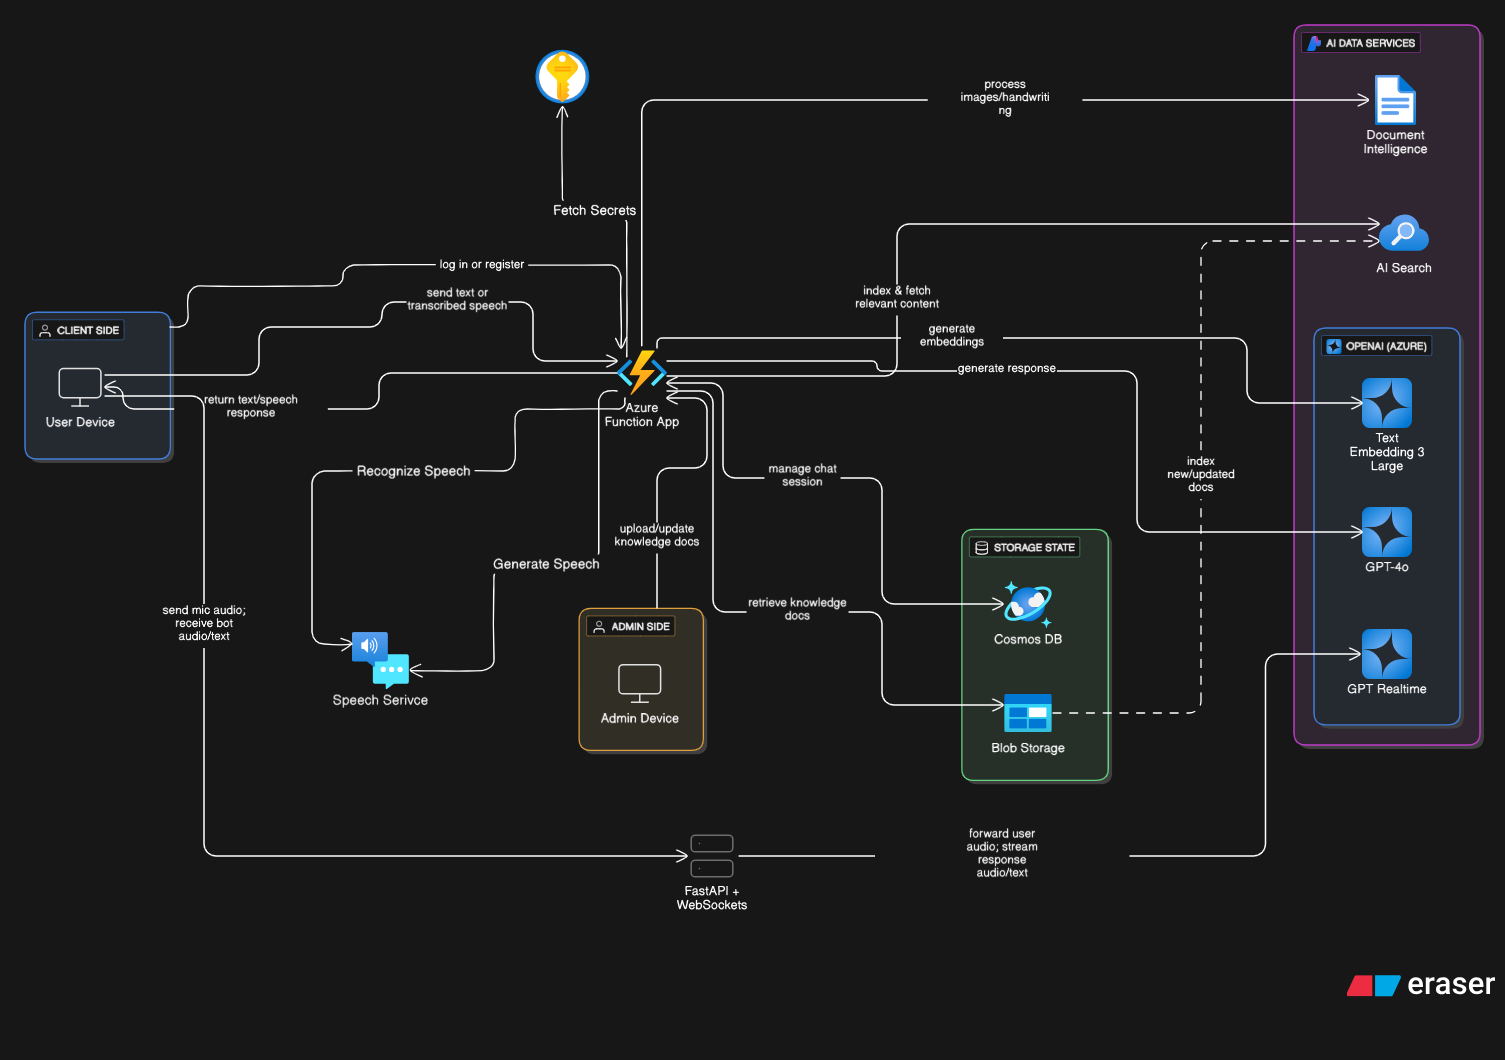 AI DATA SERVICES
process
images/handwriti
ng
Document
Intelligence
Fetch Secrets
AI Search
log in or register
send text or
transcribed speech
index & fetch
relevant content
generate
embeddings
CLIENT SIDE
OPENAI (AZURE)
generate response
User Device
return text/speech
response
Azure
Function App
Text
Embedding 3
Large
Recognize Speech
manage chat
session
index
new/updated
docs
upload/update
knowledge docs
STORAGE STATE
Generate Speech
GPT-4o
send mic audio;
receive bot
audio/text
retrieve knowledge
docs
ADMIN SIDE
Cosmos DB
Speech Serivce
Admin Device
GPT Realtime
Blob Storage
forward user
audio; stream
response
audio/text
FastAPI +
WebSockets
eraser